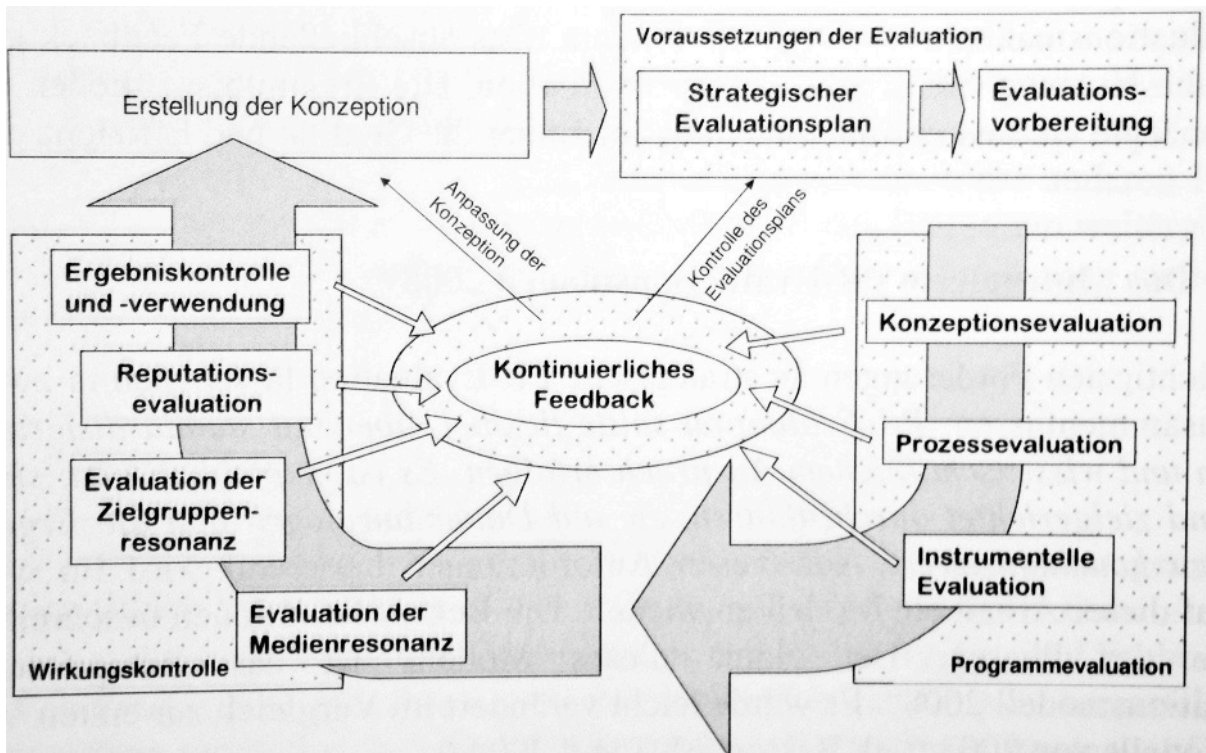 Voraussetzungen der Evaluation
Erstellung der Konzeption
Strategischer
Evaluationsplan
Evaluations-
vorbereitung
Anpassung der
Konzeption
Kontrolle des
Evaluationsplans
Ergebniskontrolle
und -verwendung
Reputations-
evaluation
Evaluation der
Zielgruppen-
resonanz
Evaluation der
Medienresonanz
Wirkungskontrolle
Kontinuierliches
Feedback
Konzeptionsevaluation
Prozessevaluation
Instrumentelle
Evaluation
Programmevaluation